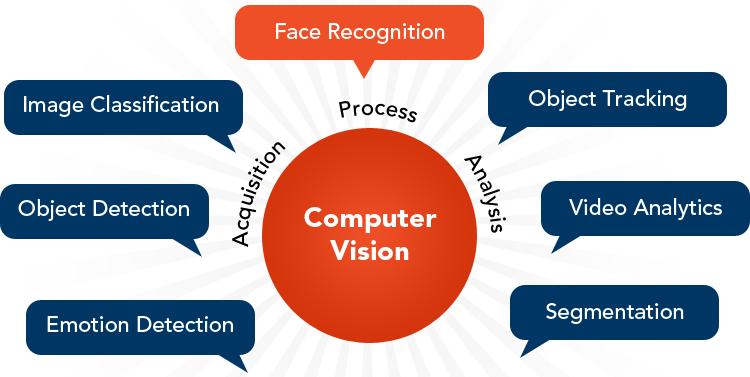 Face Recognition
Image Classification
Process
Object Tracking
Acquisition
Analysis
Object Detection
Computer
Vision
Video Analytics
Emotion Detection
Segmentation